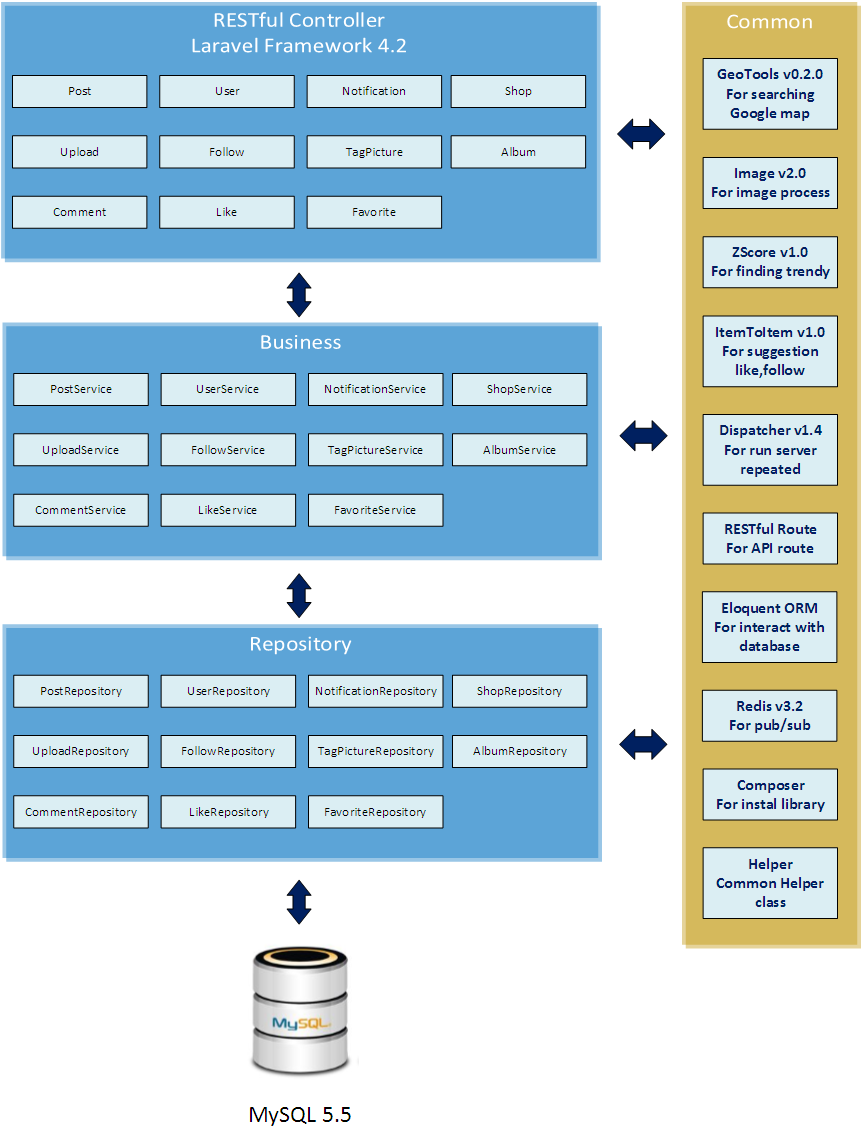 RESTful Controller
Laravel Framework 4.2
Post
User
Notification
Shop
Upload
Follow
TagPicture
Album
Comment
Like
Favorite
Business
PostService
UserService
NotificationService
ShopService
UploadService
FollowService
TagPictureService
AlbumService
CommentService
LikeService
FavoriteService
Repository
PostRepository
UserRepository
NotificationRepository
ShopRepository
UploadRepository
FollowRepository
TagPictureRepository
AlbumRepository
CommentRepository
LikeRepository
FavoriteRepository
MySQL
MySQL 5.5
Common
GeoTools v0.2.0
For searching
Google map
Image v2.0
For image process
ZScore v1.0
For finding trendy
ItemToItem v1.0
For suggestion
like,follow
Dispatcher v1.4
For run server
repeated
RESTful Route
For API route
Eloquent ORM
For interact with
database
Redis v3.2
For pub/sub
Composer
For instal library
Helper
Common Helper
class